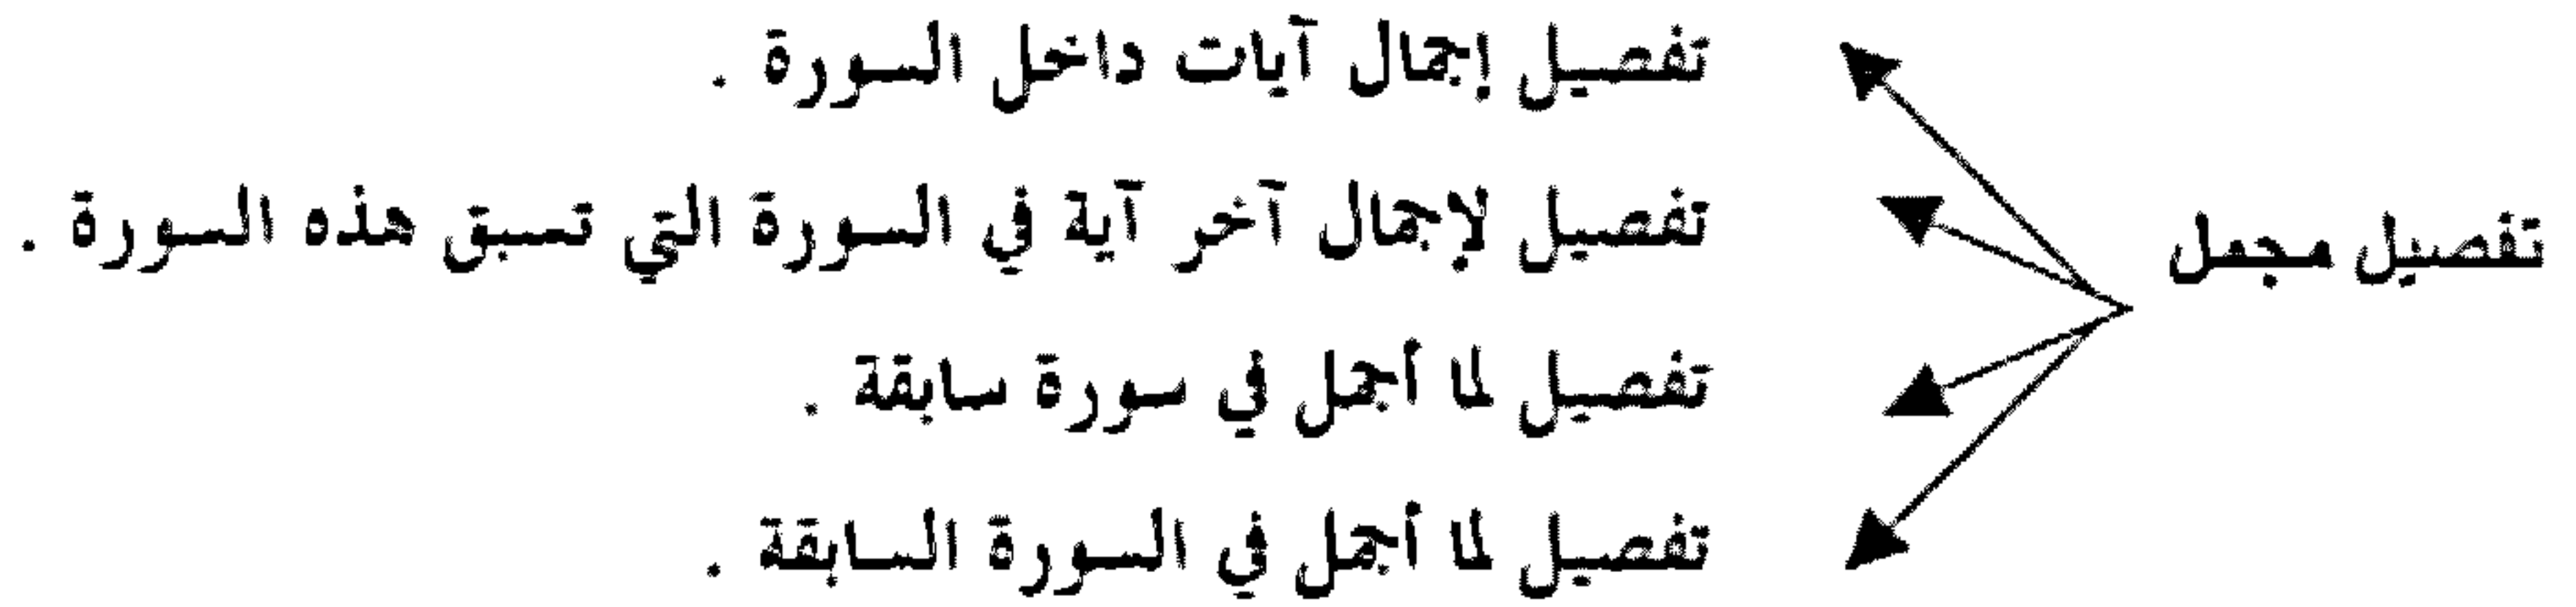 تفصيل مجمل
تفصيل إجمال آيات داخل السورة .
تفصيل لإجمال آخر آية في السورة التي تسبق هذه السورة .
تفصيل لما أجمل في سورة سابقة .
تفصيل لما أجمل في السورة السابقة .